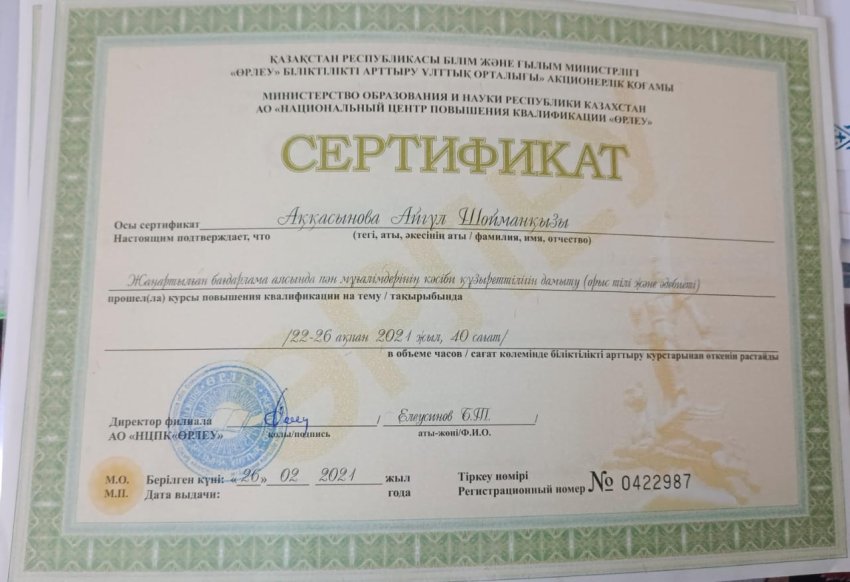 ҚАЗАҚСТАН РЕСПУБЛИКАСЫ БІЛІМ ЖӘНЕ ҒЫЛЫМ МИНИСТРЛІГІ
«ӨРЛЕУ» БІЛІКТІЛІКТІ АРТТЫРУ ҰЛТТЫҚ ОРТАЛЫҒЫ» АКЦИОНЕРЛІК ҚОҒАМЫ
МИНИСТЕРСТВО ОБРАЗОВАНИЯ И НАУКИ РЕСПУБЛИКИ КАЗАХСТАН
АО «НАЦИОНАЛЬНЫЙ ЦЕНТР ПОВЫШЕНИЯ КВАЛИФИКАЦИИ «ӨРЛЕУ»
СЕРТИФИКАТ
Осы сертификат Аққасынова Айгүл Шойманқызы
Настоящим подтверждает, что (тегі, аты, әкесінің аты / фамилия, имя, отчество)
Жаңартылған бағдарлама аясында пән мұғалімдерінің кәсіби құзыреттілігін дамыту (орыс тілі және әдебиеті)
прошел(ла) курсы повышения квалификации на тему / тақырыбында
/22-26 ақпан 2021 жыл, 40 сағат/
в объеме часов / сағат көлемінде біліктілікті арттыру курстарынан өткенін растайды
Директор филиала / Елеусинов Б.Т. /
АО «НЦПК«ӨРЛЕУ» қолы/подпись аты-жөні/Ф.И.О.
М.О. Берілген күні: «26» 02 2021 жыл Тіркеу нөмірі
М.П. Дата выдачи: года Регистрационный номер № 0422987
ӨРЛЕУ